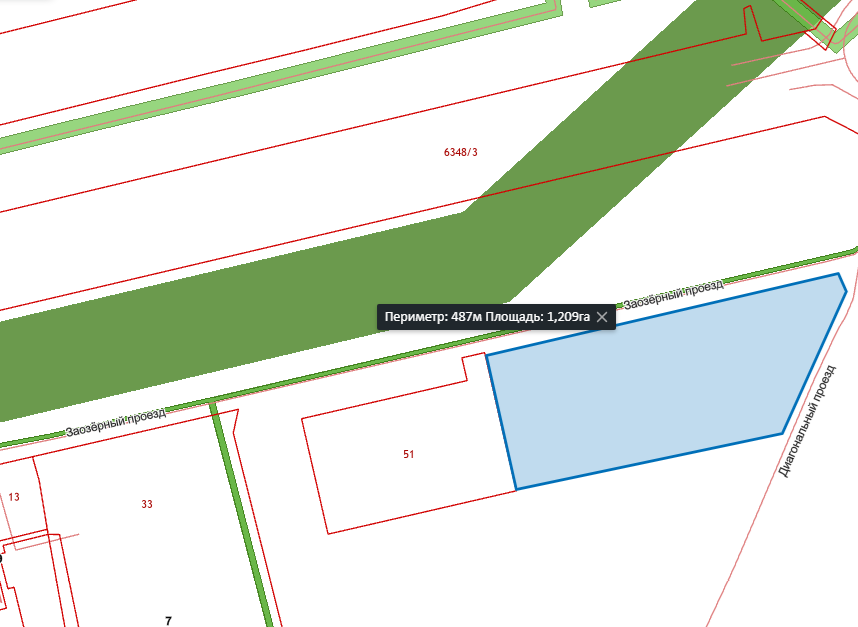 6348/3
Заозёрный проезд
Периметр: 487м Площадь: 1,209га
Диагональный проезд
Заозёрный проезд
51
13
33
7